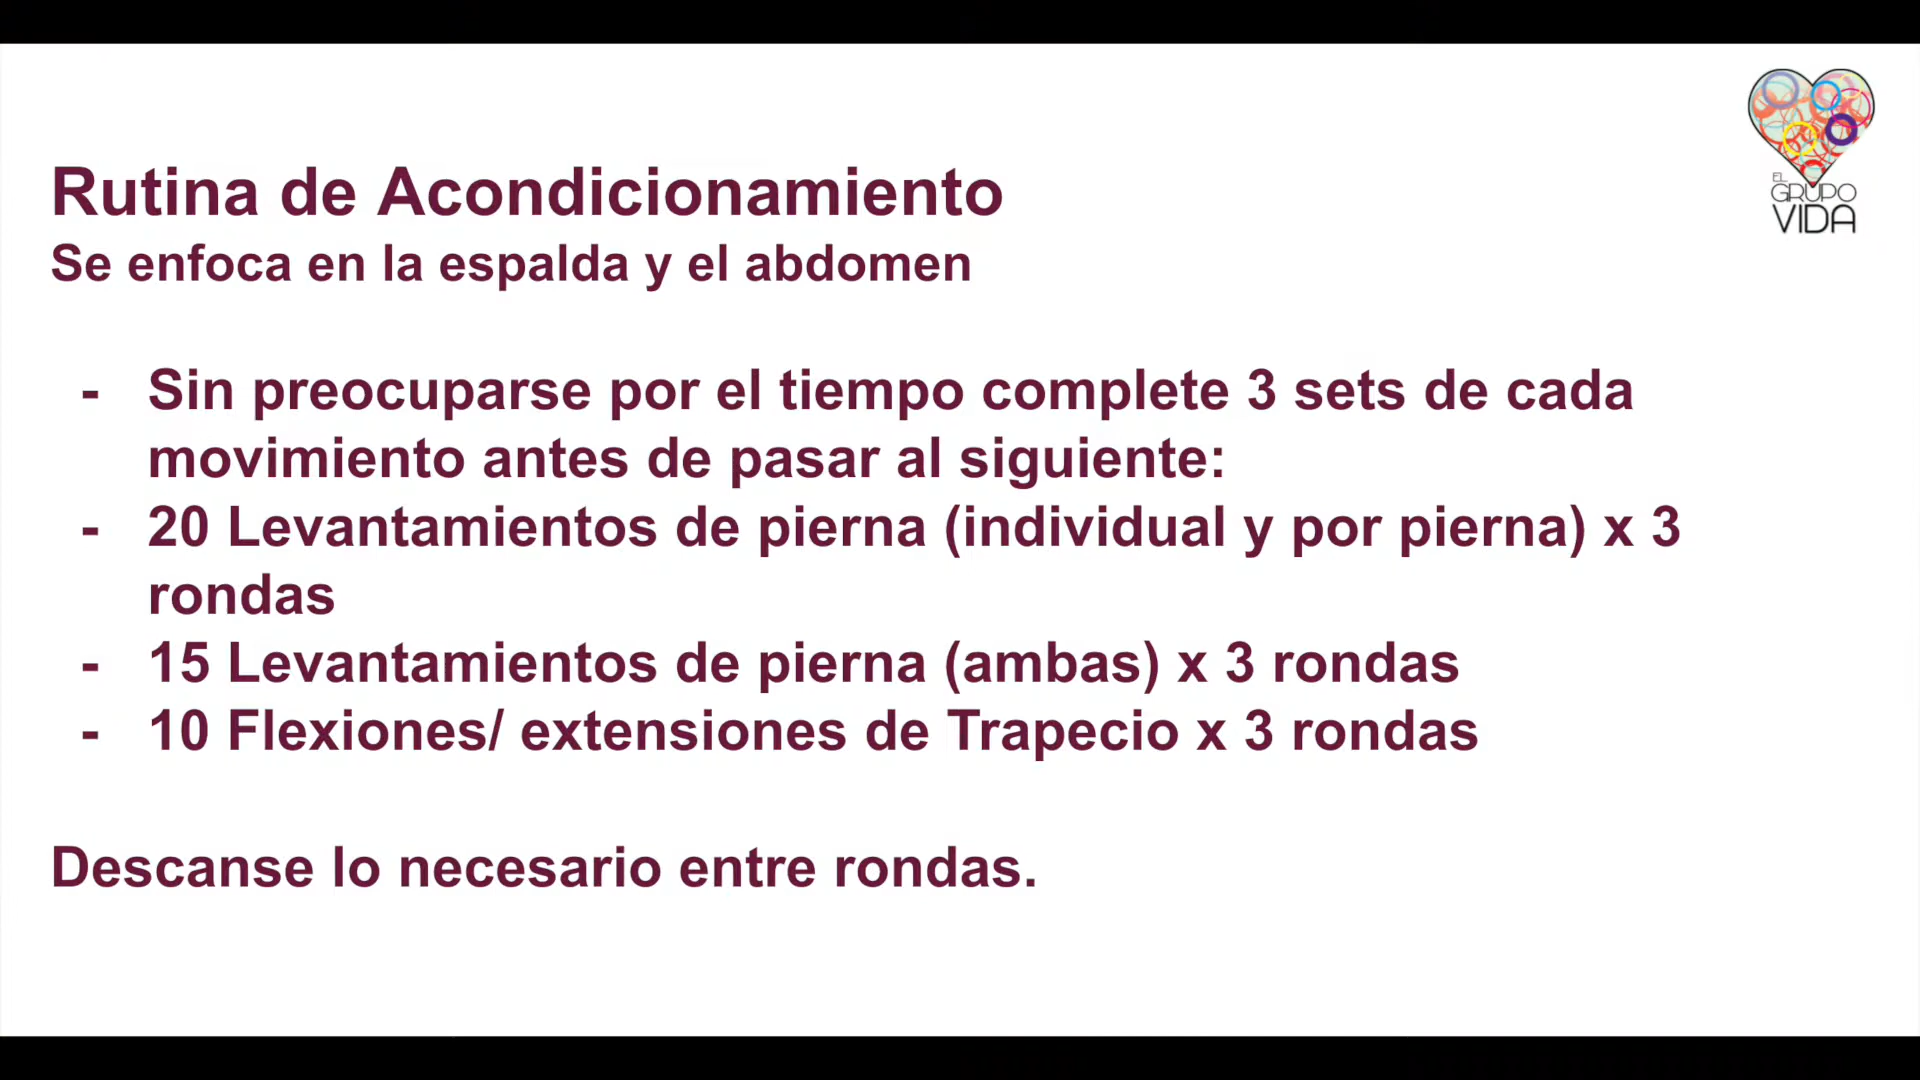 EL
GRUPO
VIDA
Rutina de Acondicionamiento
Se enfoca en la espalda y el abdomen
- Sin preocuparse por el tiempo complete 3 sets de cada
movimiento antes de pasar al siguiente:
- 20 Levantamientos de pierna (individual y por pierna) x 3
rondas
- 15 Levantamientos de pierna (ambas) x 3 rondas
- 10 Flexiones/ extensiones de Trapecio x 3 rondas
Descanse lo necesario entre rondas.